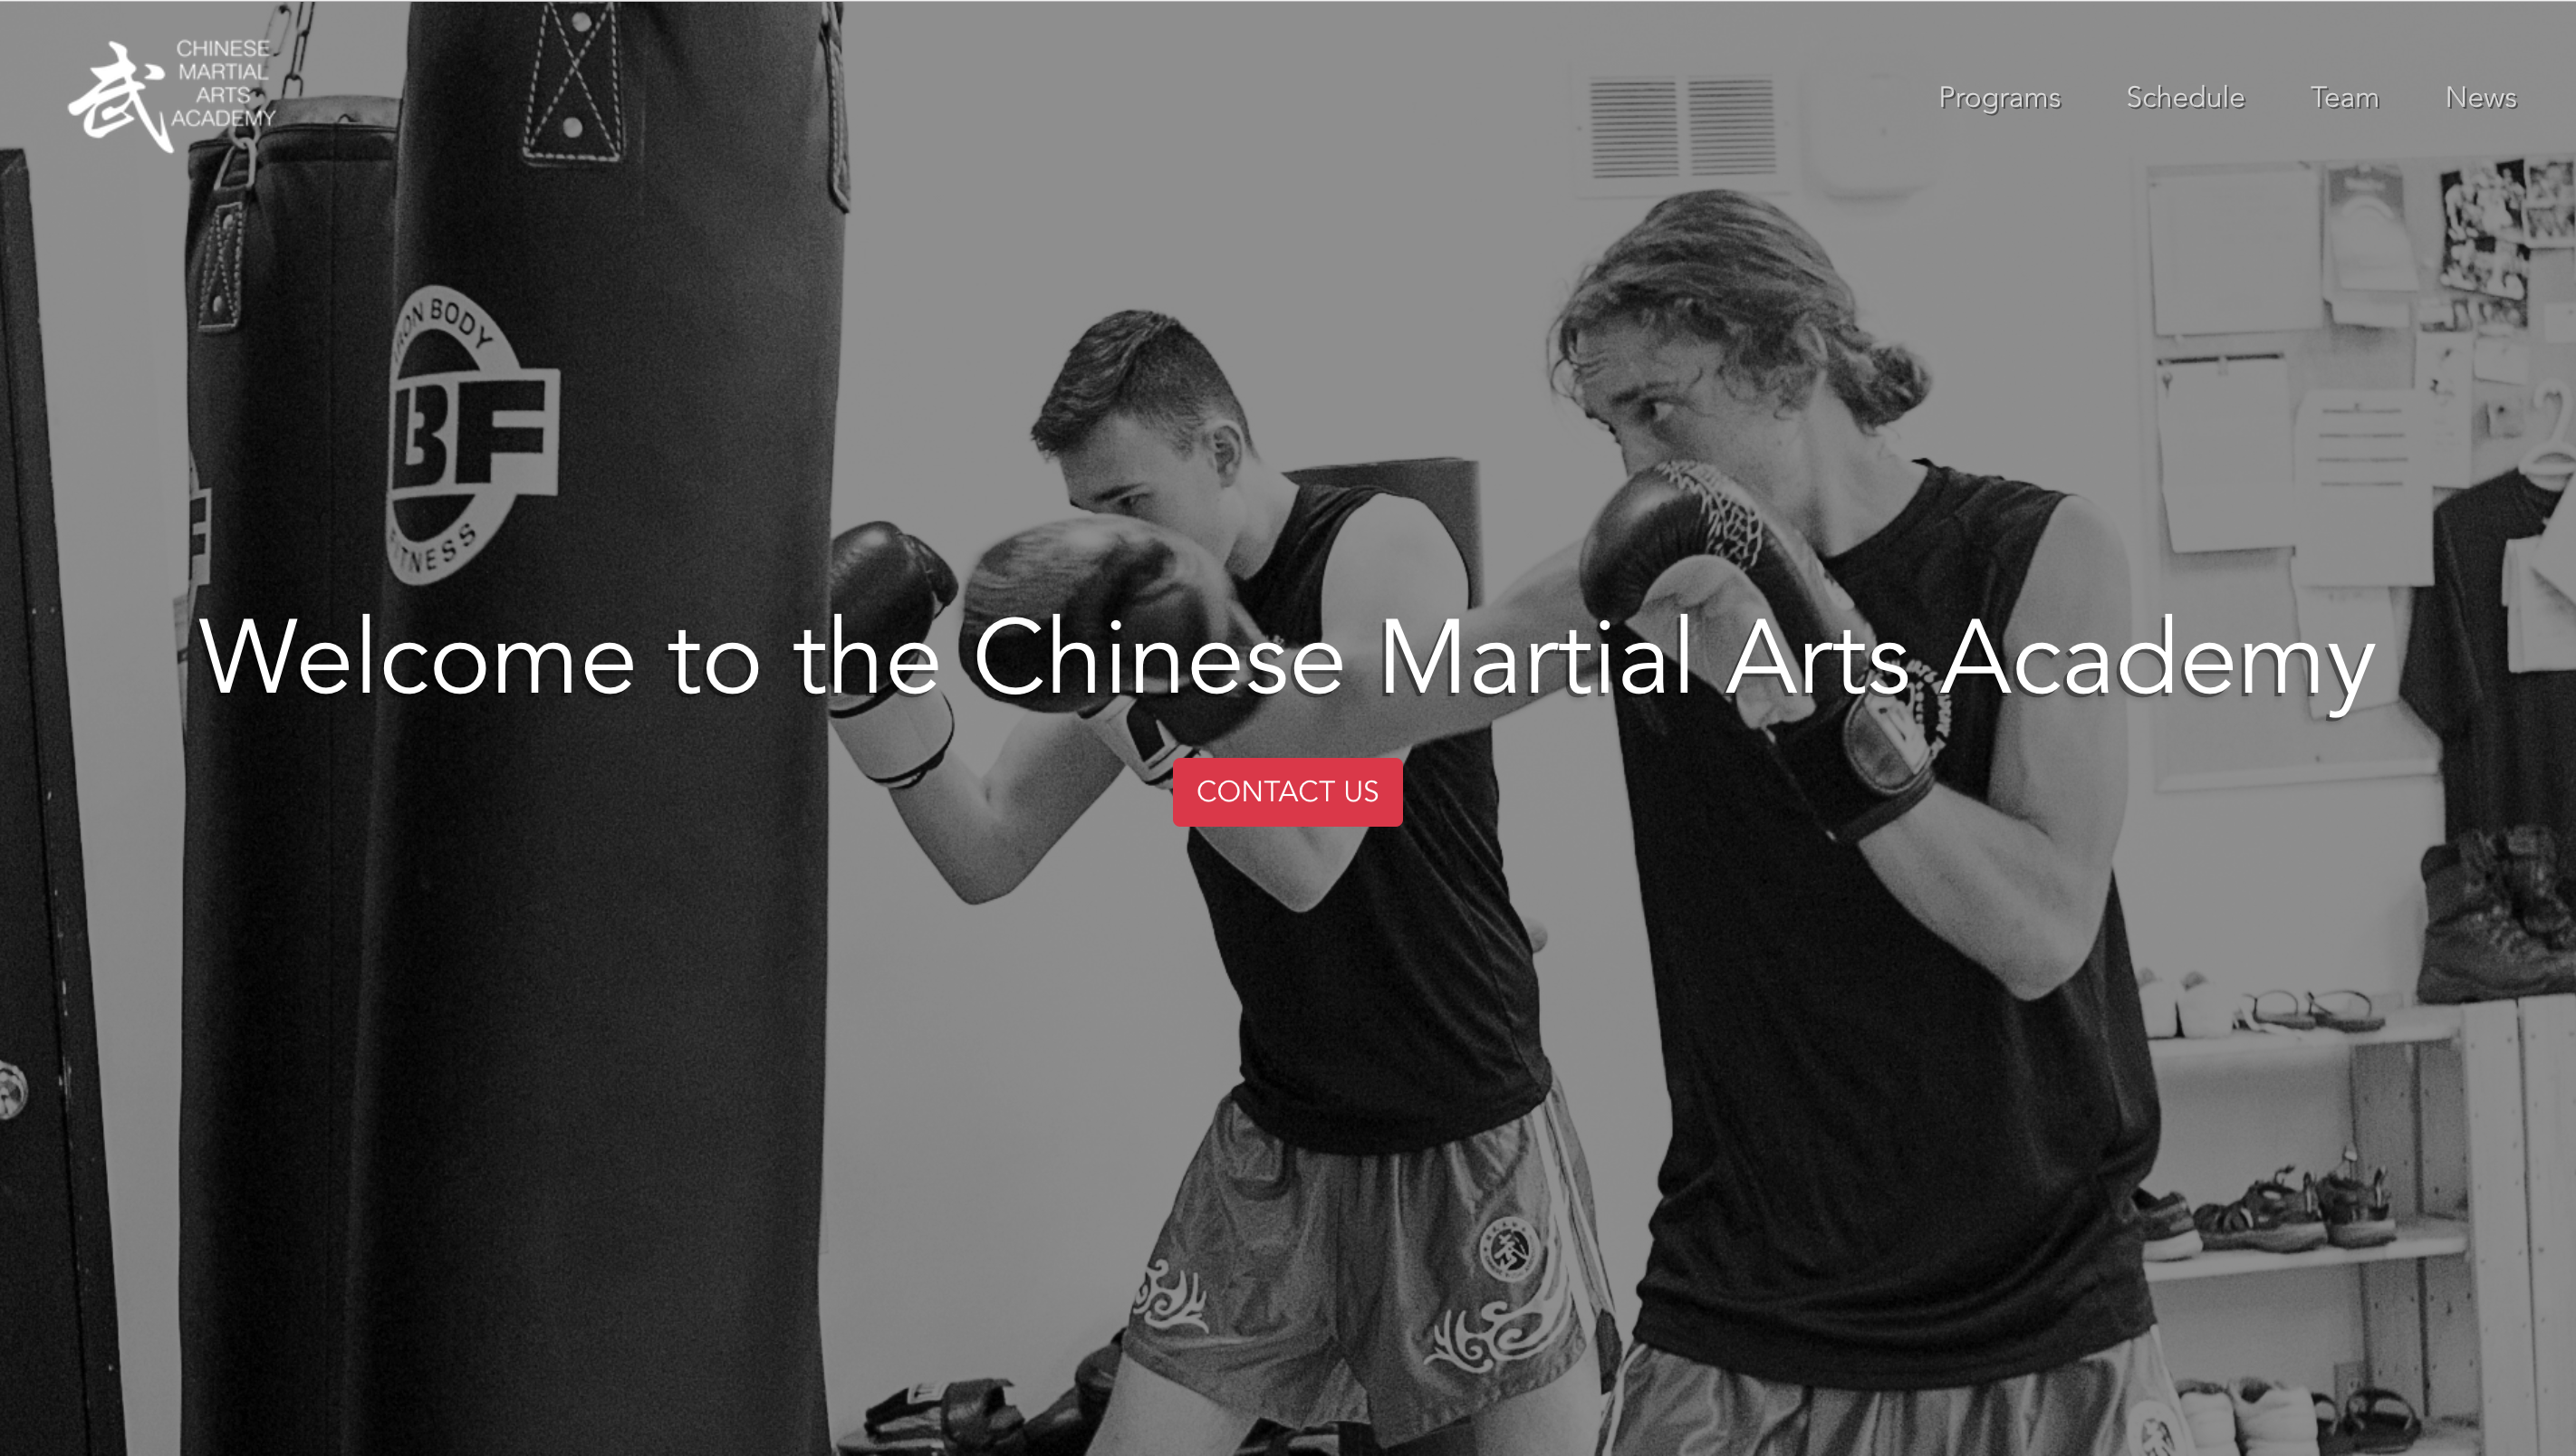 武
CHINESE
MARTIAL
ARTS
ACADEMY
Programs
Schedule
Team
News
IRON BODY
IBF
FITNESS
F
Welcome to the Chinese Martial Arts Academy
CONTACT US
武